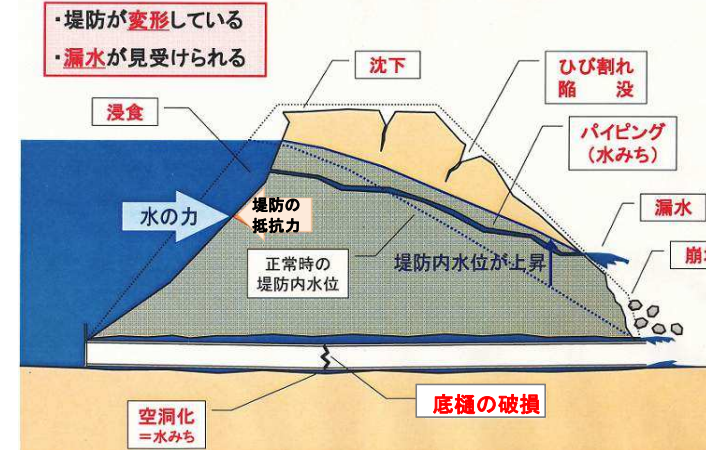 ・堤防が変形している
・漏水が見受けられる
沈下
ひび割れ
陥　没
浸食
パイピング
（水みち）
水の力
堤防の
抵抗力
漏水
正常時の
堤防内水位
堤防内水位が上昇
空洞化
＝水みち
底樋の破損